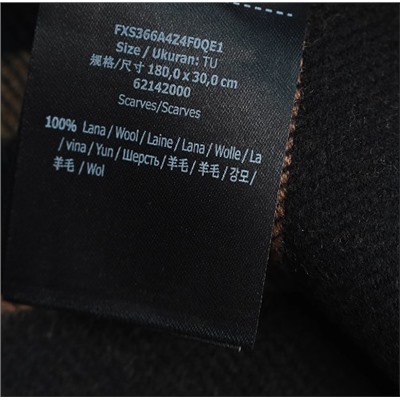 FXS366A4Z4F0QE1
Size / Ukuran: TU
规格/尺寸 180,0 x 30,0 cm
62142000
Scarves/Scarves
100% Lana / Wool / Laine / Lana / Wolle / La
/ vina / Yun / Шерсть / 羊毛 / 羊毛 / 강모 /
羊毛 / Wol